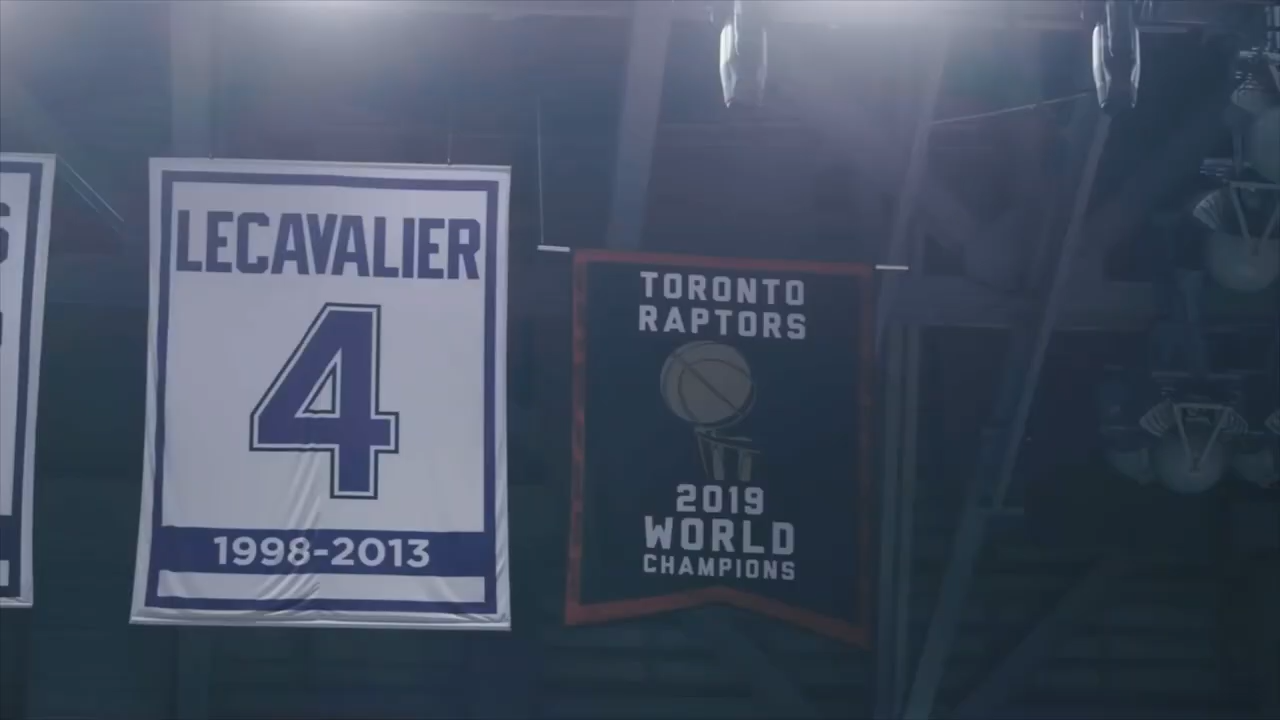 LECAVALIER
4
1998-2013
TORONTO
RAPTORS
2019
WORLD
CHAMPIONS